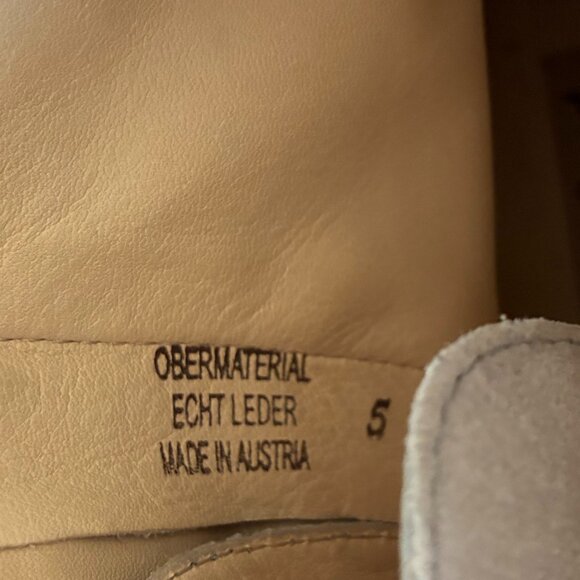 OBERMATERIAL
ECHT LEDER 5
MADE IN AUSTRIA